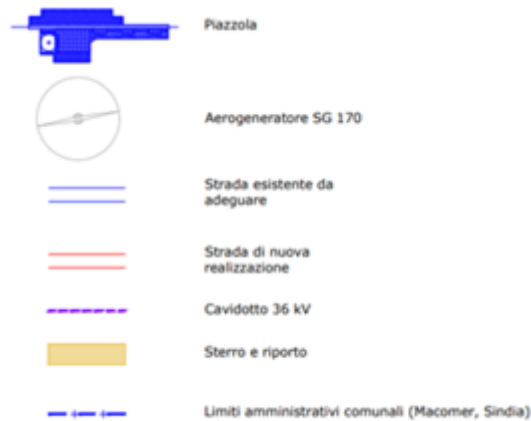 Piazzola
Aerogeneratore SG 170
Strada esistente da
adeguare
Strada di nuova
realizzazione
Cavidotto 36 kV
Sterro e riporto
Limiti amministrativi comunali (Macomer, Sindia)